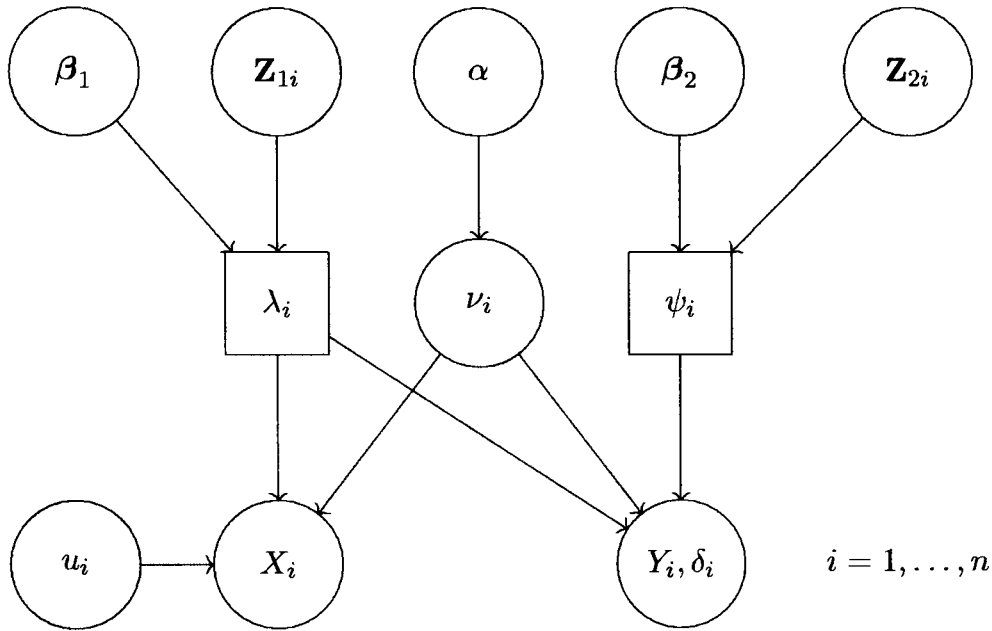 β₁ Z₁ᵢ α β₂ Z₂ᵢ
λᵢ νᵢ ψᵢ
uᵢ Xᵢ Yᵢ, δᵢ i = 1, ..., n